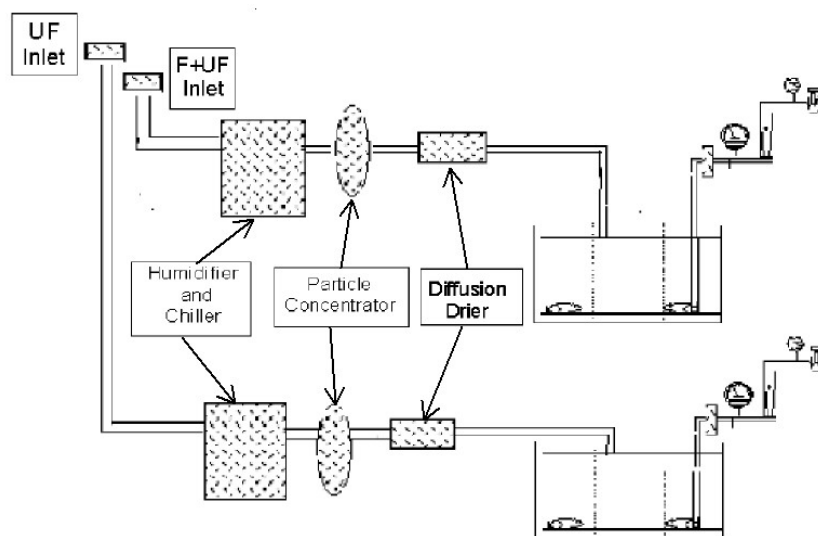 UF
Inlet
F+UF
Inlet
Humidifier
and
Chiller
Particle
Concentrator
Diffusion
Drier